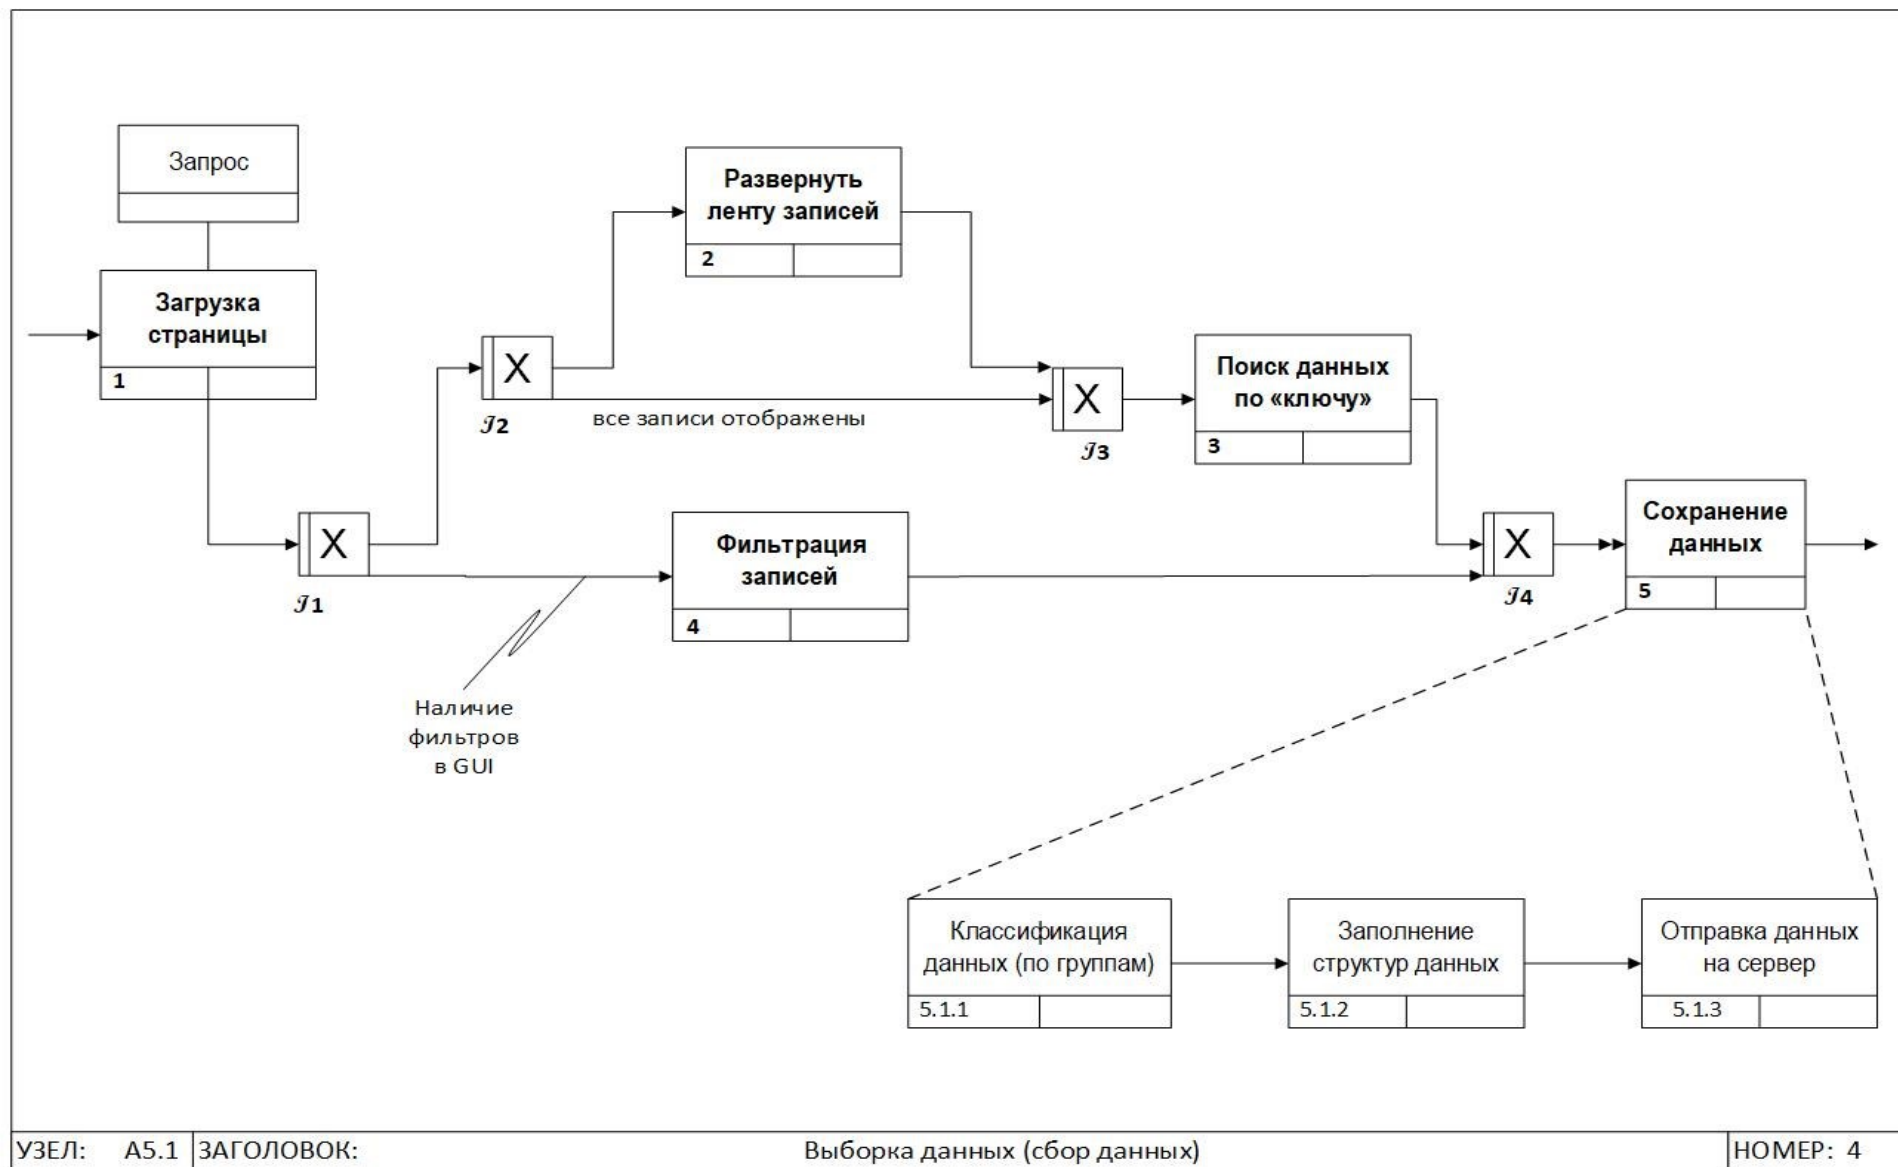 Запрос
Развернуть
ленту записей
2
Загрузка
страницы
1
X
J2
все записи отображены
X
J3
Поиск данных
по «ключу»
3
X
J1
Фильтрация
записей
4
X
J4
Сохранение
данных
5
Наличие
фильтров
в GUI
Классификация
данных (по группам)
5.1.1
Заполнение
структур данных
5.1.2
Отправка данных
на сервер
5.1.3
УЗЕЛ: A5.1 ЗАГОЛОВОК: Выборка данных (сбор данных) НОМЕР: 4